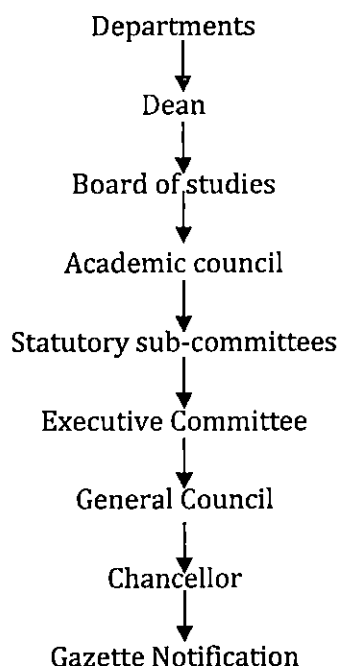 Departments
Dean
Board of studies
Academic council
Statutory sub-committees
Executive Committee
General Council
Chancellor
Gazette Notification